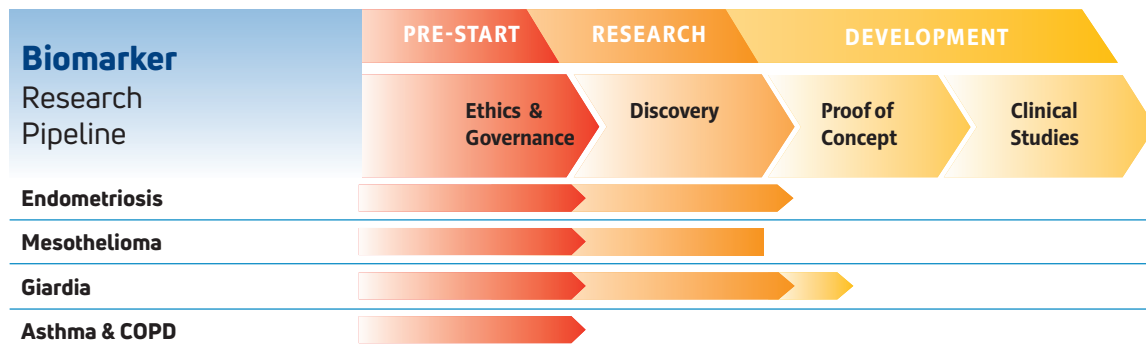 Biomarker
Research
Pipeline
PRE-START
RESEARCH
DEVELOPMENT
Ethics &
Governance
Discovery
Proof of
Concept
Clinical
Studies
Endometriosis
Mesothelioma
Giardia
Asthma & COPD